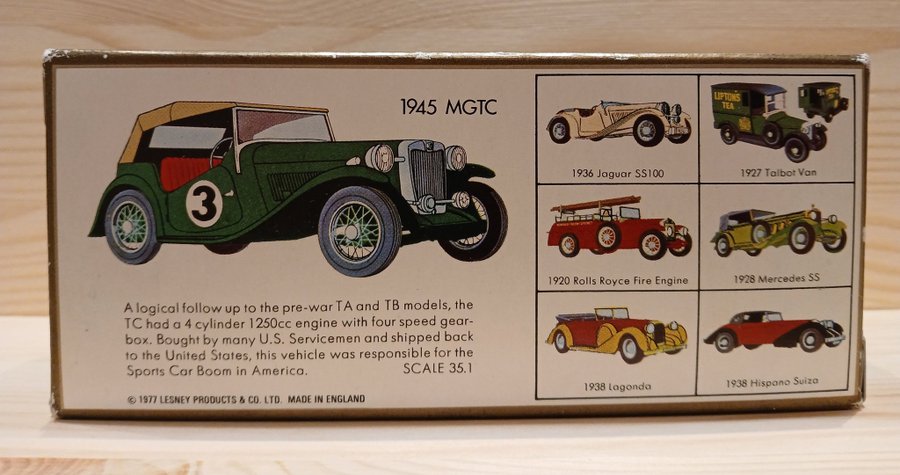 1945 MGTC
3
A logical follow up to the pre-war TA and TB models, the
TC had a 4 cylinder 1250cc engine with four speed gear-
box. Bought by many U.S. Servicemen and shipped back
to the United States, this vehicle was responsible for the
Sports Car Boom in America. SCALE 35.1
© 1977 LESNEY PRODUCTS & CO. LTD. MADE IN ENGLAND
1936 Jaguar SS100
LIPTONS
TEA
1927 Talbot Van
1920 Rolls Royce Fire Engine
1928 Mercedes SS
1938 Lagonda
1938 Hispano Suiza